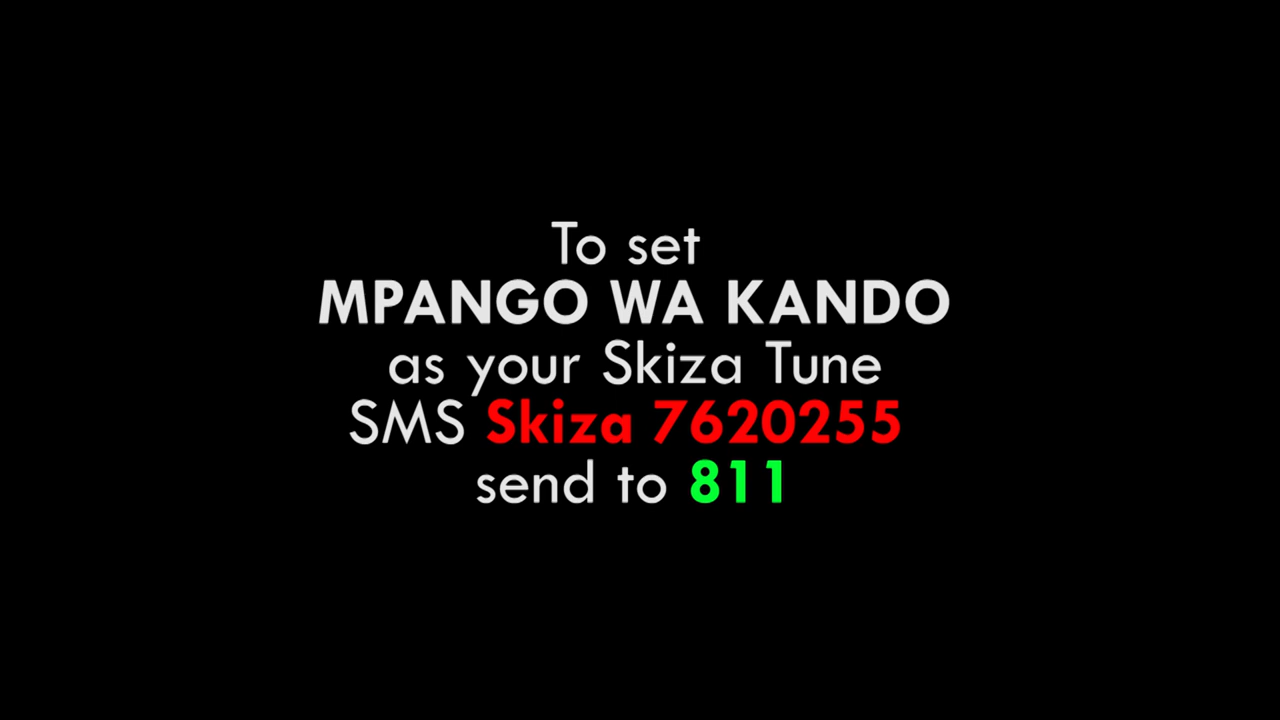 To set
MPANGO WA KANDO
as your Skiza Tune
SMS Skiza 7620255
send to 811